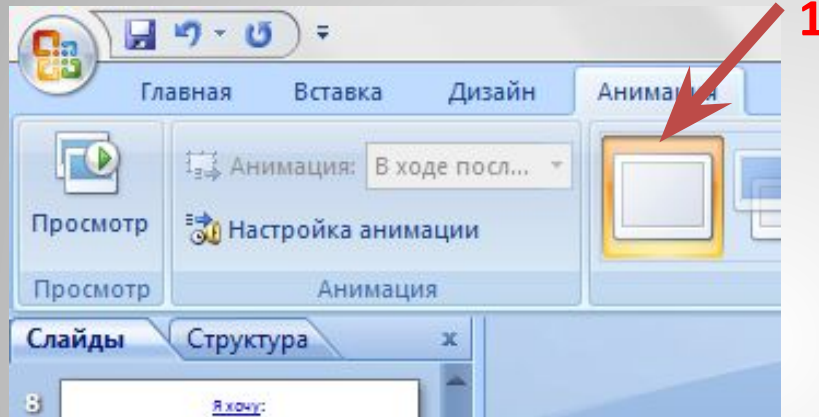 1
Главная Вставка Дизайн Анимация
Анимация: В ходе посл...
Просмотр Настройка анимации
Просмотр Анимация
Слайды Структура x
8 Я хочу: